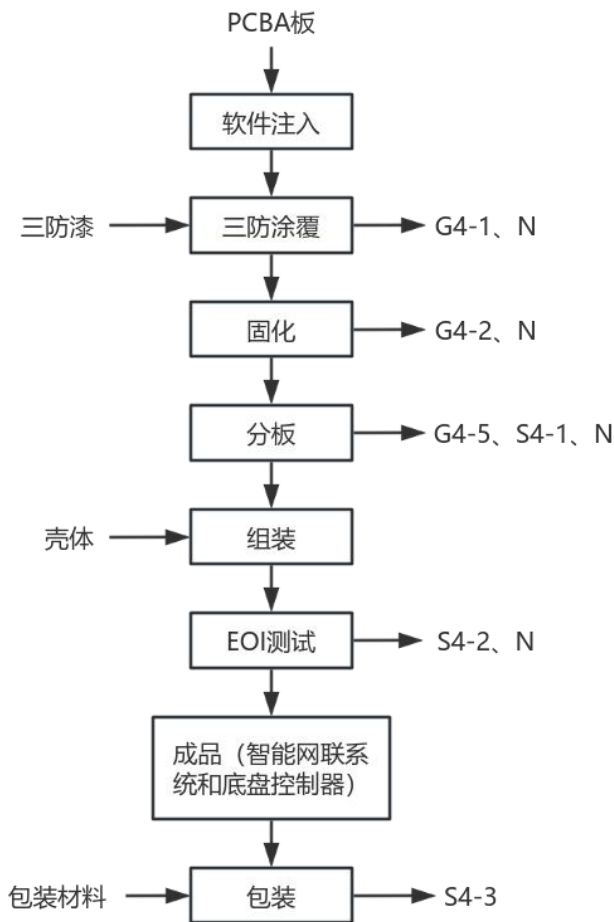 PCBA板
软件注入
三防漆
三防涂覆
G4-1、N
固化
G4-2、N
分板
G4-5、S4-1、N
壳体
组装
EOI测试
S4-2、N
成品（智能网联系
统和底盘控制器）
包装材料
包装
S4-3